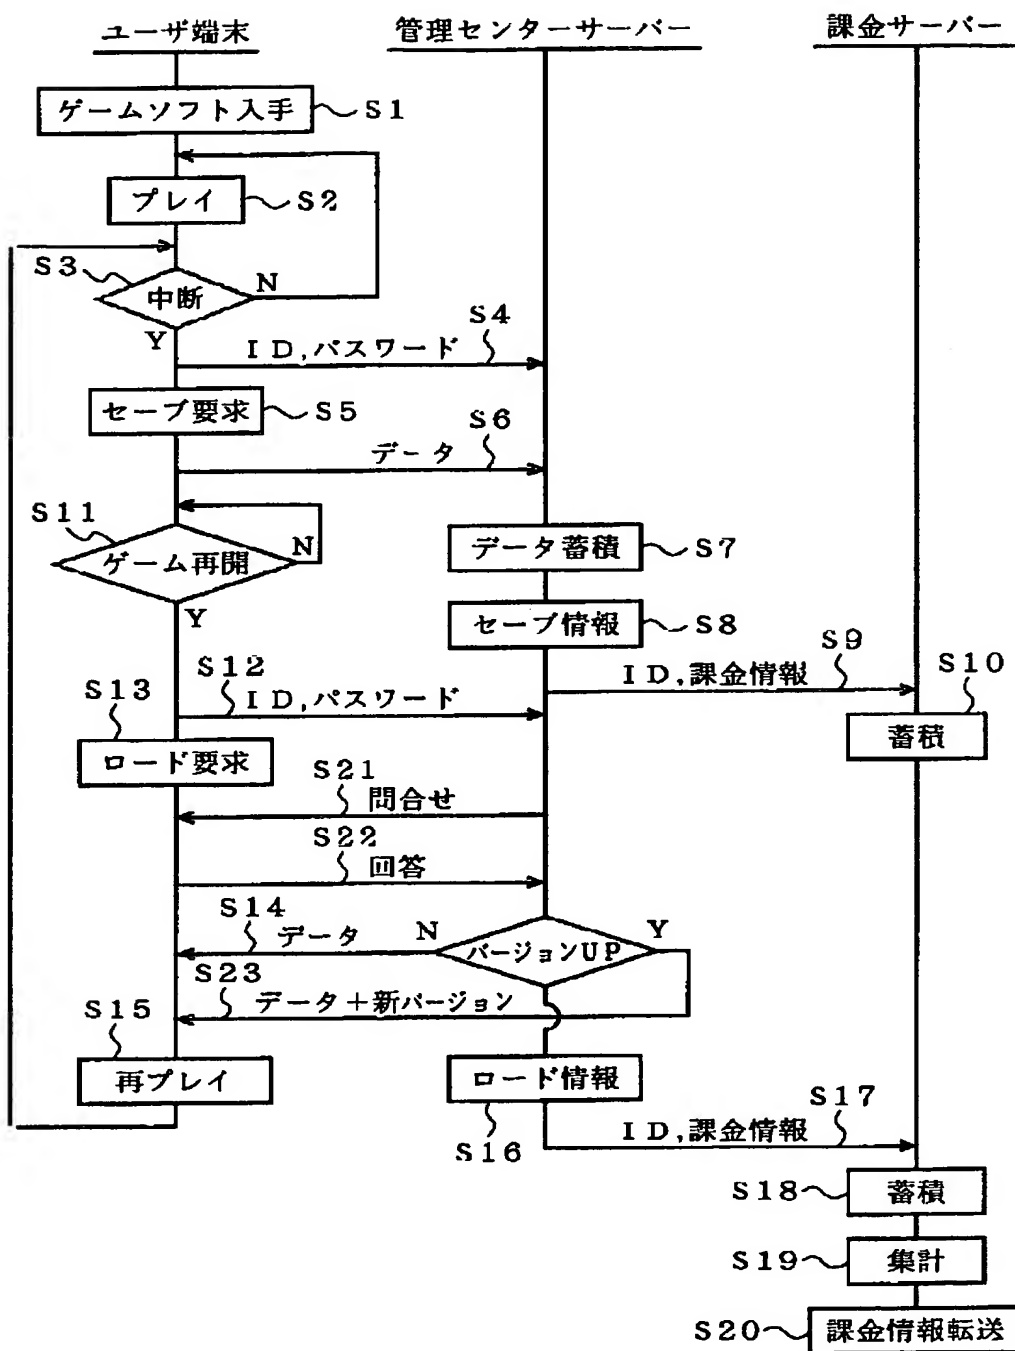 ユーザ端末
管理センターサーバー
課金サーバー
ゲームソフト入手
S1
プレイ
S2
S3
中断
N
Y
S4
ID,パスワード
セーブ要求
S5
S6
データ
S11
ゲーム再開
N
Y
データ蓄積
S7
セーブ情報
S8
S9
ID,課金情報
S10
蓄積
S12
ID,パスワード
S13
ロード要求
S21
問合せ
S22
回答
S14
データ
N
バージョンUP
Y
S23
データ+新バージョン
S15
再プレイ
ロード情報
S16
S17
ID,課金情報
S18
蓄積
S19
集計
S20
課金情報転送